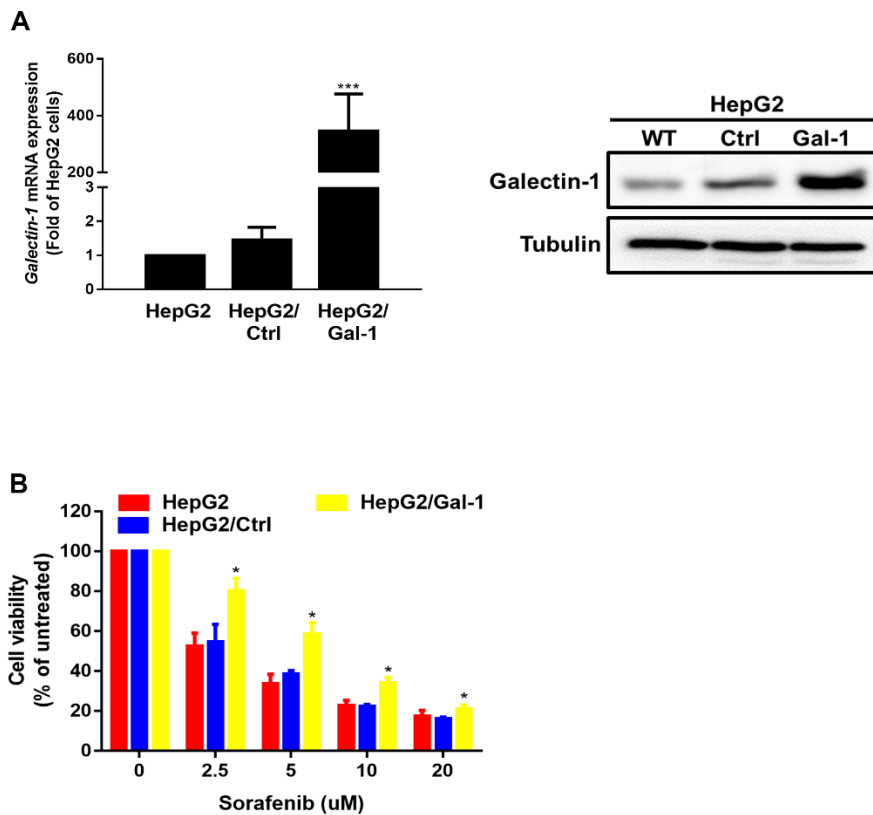 A
Galectin-1 mRNA expression
(Fold of HepG2 cells)
600
400
200
3
2
1
0
***
HepG2
HepG2/
Ctrl
HepG2/
Gal-1
HepG2
WT Ctrl Gal-1
Galectin-1
Tubulin
B
HepG2
HepG2/Ctrl
HepG2/Gal-1
Cell viability
(% of untreated)
120
100
80
60
40
20
0
*
*
*
*
0 2.5 5 10 20
Sorafenib (uM)